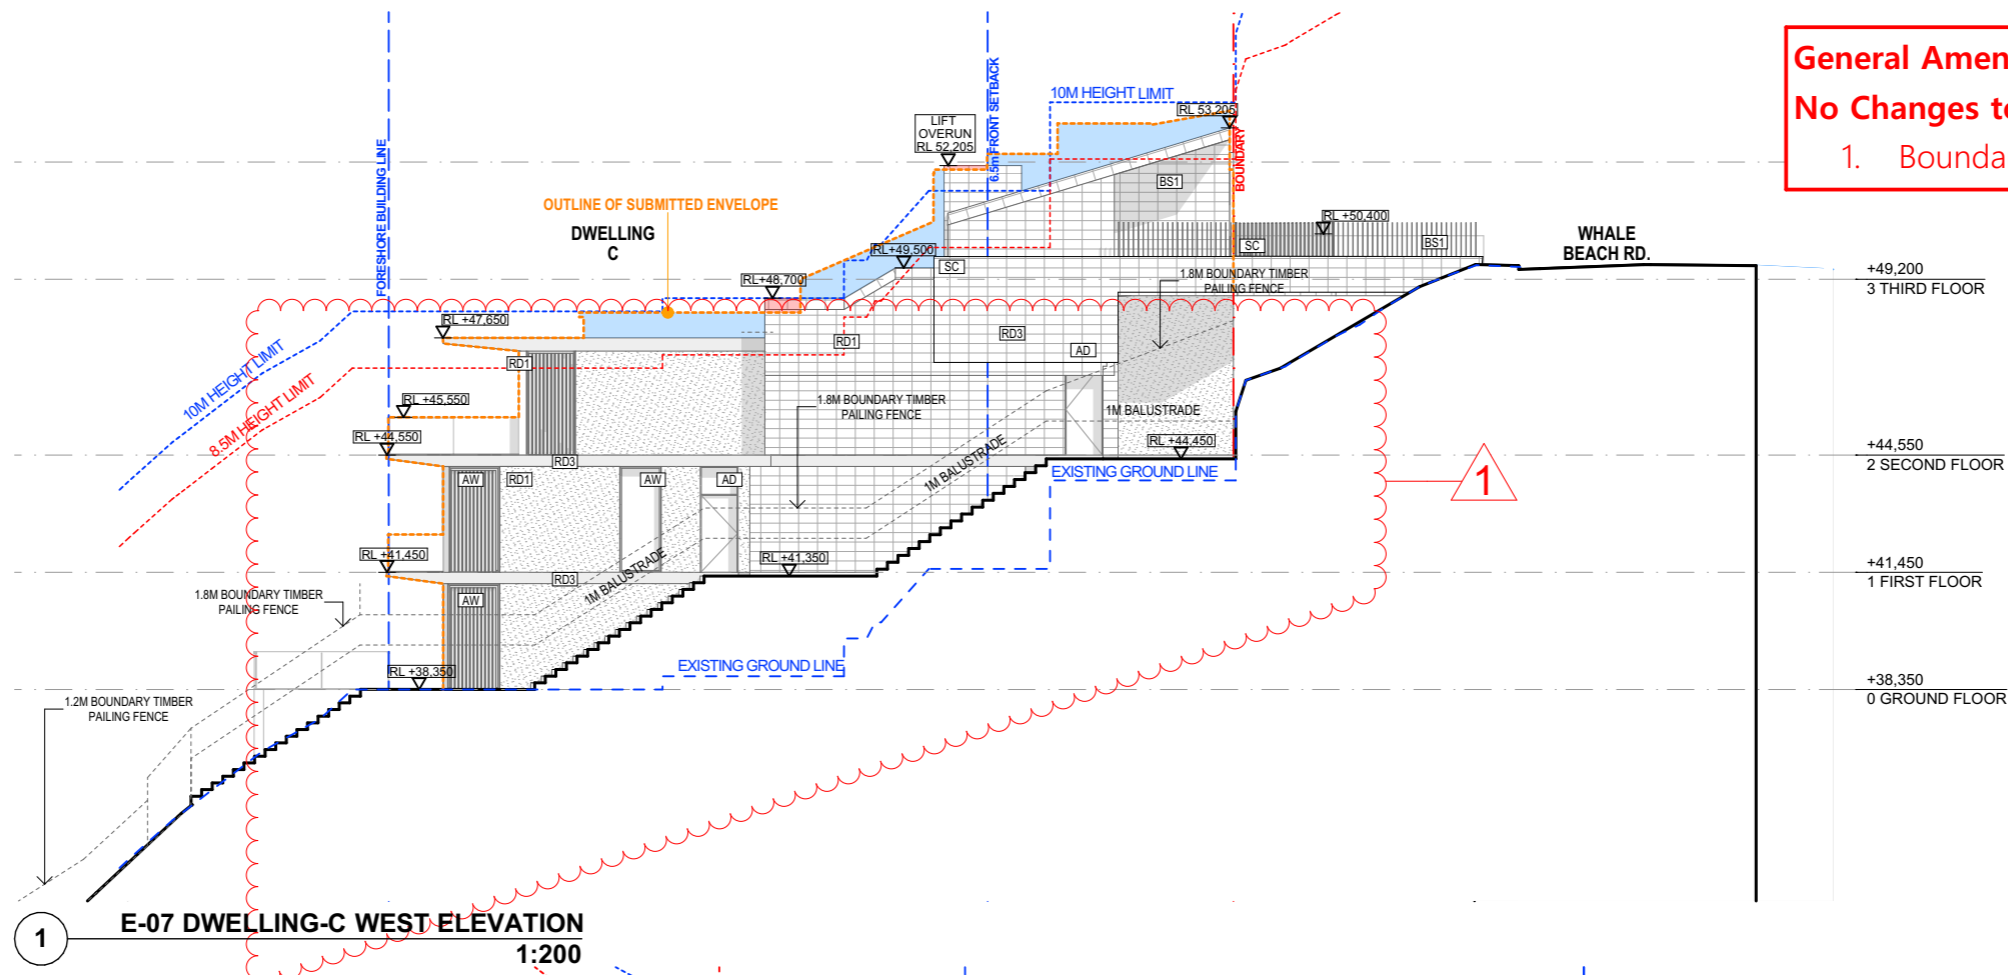 General Amen
No Changes to
1. Bounda
10M HEIGHT LIMIT
RL 53,205
LIFT
OVERUN
RL 52,205
6.5m FRONT SETBACK
BOUNDARY
FORESHORE BUILDING LINE
BS1
OUTLINE OF SUBMITTED ENVELOPE
DWELLING
C
RL +50,400
SC
BS1
WHALE
BEACH RD.
RL +49,500
SC
RL +48,700
1.8M BOUNDARY TIMBER
PAILING FENCE
+49,200
3 THIRD FLOOR
RL +47,650
RD1
RD3
AD
RD1
10M HEIGHT LIMIT
8.5M HEIGHT LIMIT
RL +45,550
1.8M BOUNDARY TIMBER
PAILING FENCE
1M BALUSTRADE
RL +44,550
RL +44,450
RD3
EXISTING GROUND LINE
1M BALUSTRADE
+44,550
2 SECOND FLOOR
1
AW
RD1
AW
AD
RL +41,450
RL +41,350
RD3
1M BALUSTRADE
+41,450
1 FIRST FLOOR
1.8M BOUNDARY TIMBER
PAILING FENCE
AW
RL +38,350
EXISTING GROUND LINE
+38,350
0 GROUND FLOOR
1.2M BOUNDARY TIMBER
PAILING FENCE
1
E-07 DWELLING-C WEST ELEVATION
1:200